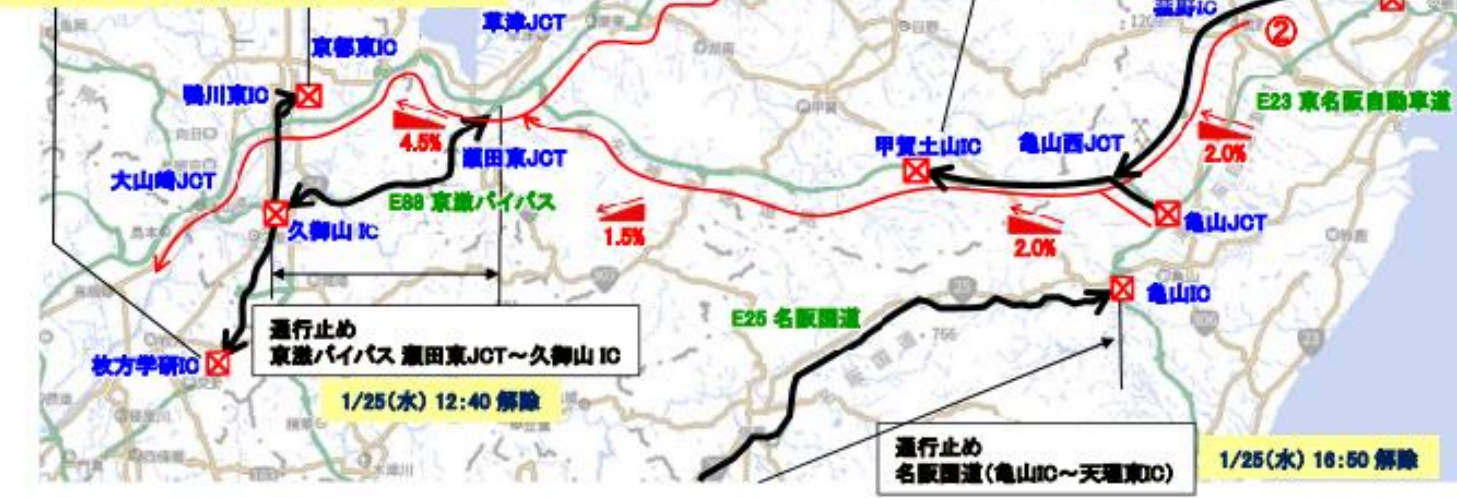 草津JCT
菰野IC
②
京都東IC
鴨川東IC
E23 東名阪自動車道
4.5%
瀬田東JCT
甲賀土山IC
亀山西JCT
2.0%
大山崎JCT
E88 京滋バイパス
久御山 IC
1.5%
2.0%
亀山JCT
亀山IC
E25 名阪国道
通行止め
京滋バイパス 瀬田東JCT～久御山 IC
枚方学研IC
1/25(水) 12:40 解除
通行止め
名阪国道(亀山IC～天理東IC)
1/25(水) 16:50 解除